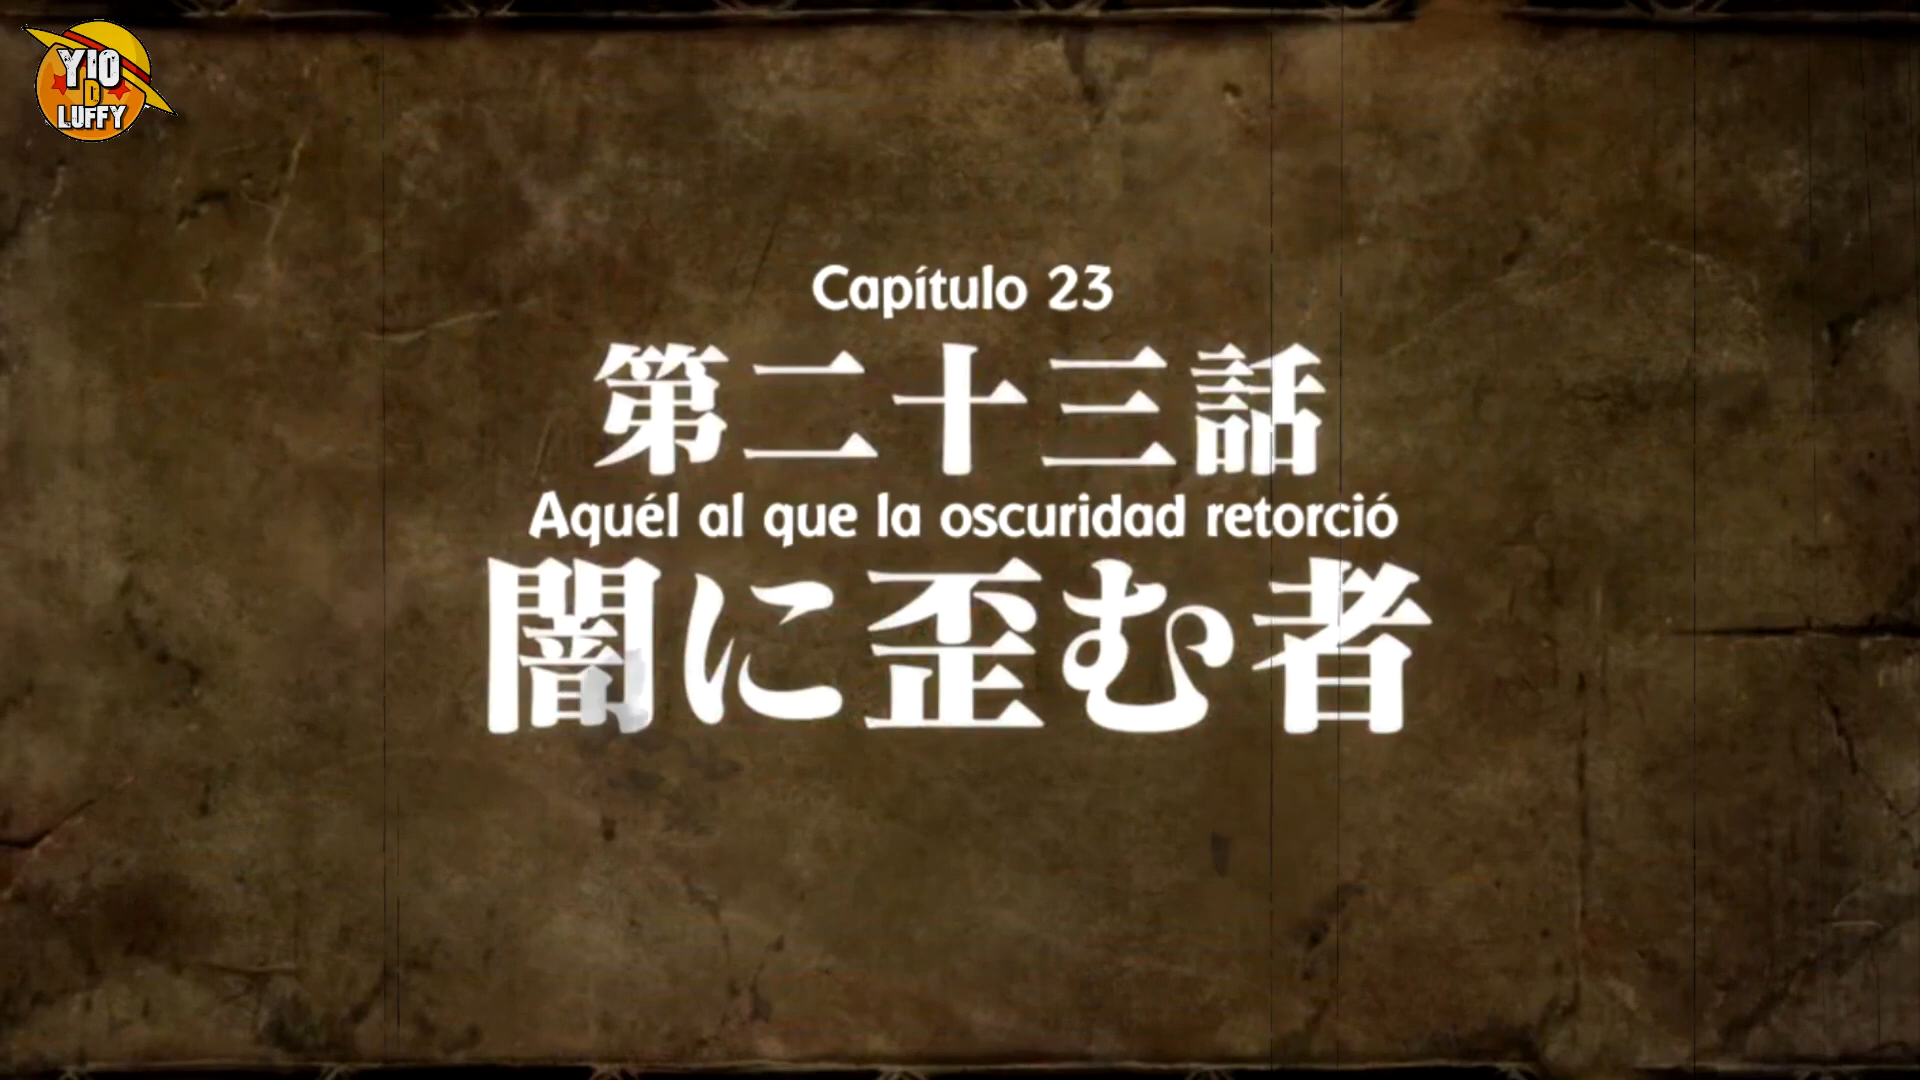 YIO
D
LUFFY
Capítulo 23
第二十三話
Aquél al que la oscuridad retorció
闇に歪む者